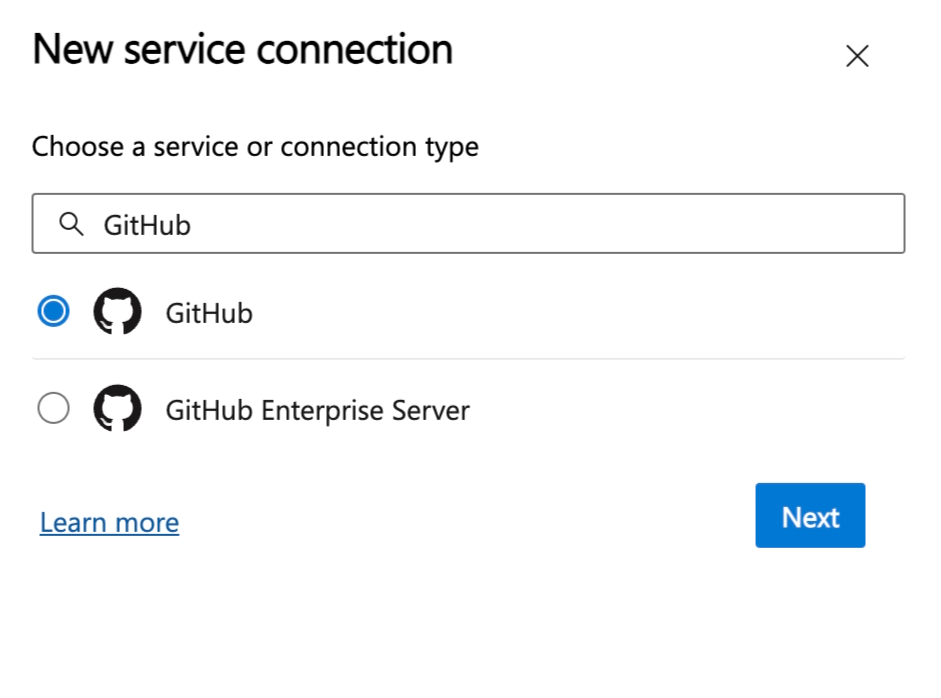 New service connection
Choose a service or connection type
GitHub
GitHub
GitHub Enterprise Server
Learn more
Next